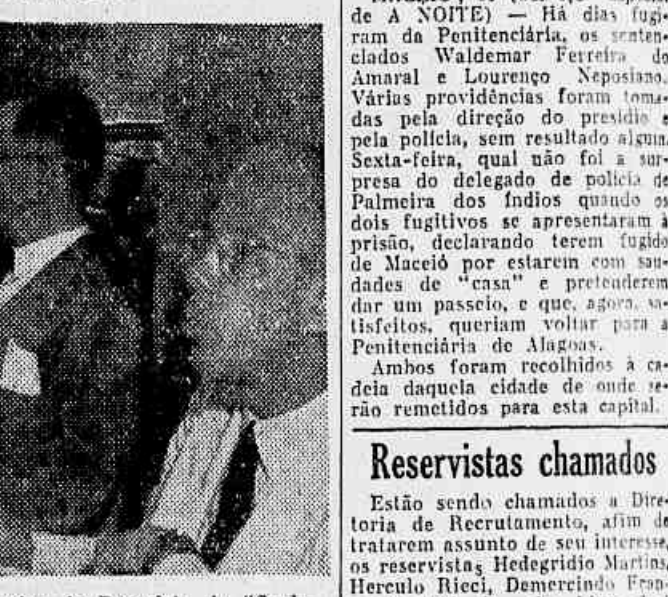 de A NOITE) — Há dias fugi-
ram da Penitenciária, os senten-
ciados Waldemar Ferreira do
Amaral e Lourenço Neposiano.
Várias providências foram toma-
das pela direção do presídio e
pela polícia, sem resultado algum.
Sexta-feira, qual não foi a sur-
presa do delegado de polícia de
Palmeira dos Índios quando os
dois fugitivos se apresentaram à
prisão, declarando terem fugido
de Maceió por estarem com sau-
dades de "casa" e pretenderem
dar um passeio, e que, agora, sa-
tisfeitos, queriam voltar para a
Penitenciária de Alagoas.
Ambos foram recolhidos à ca-
deia daquela cidade de onde se-
rão remetidos para esta capital.
Reservistas chamados
Estão sendo chamados a Dire-
toria de Recrutamento, afim de
tratarem assunto de seu interesse,
os reservistas Hedegridio Martins,
Herculo Ricci, Demercindo Fran-